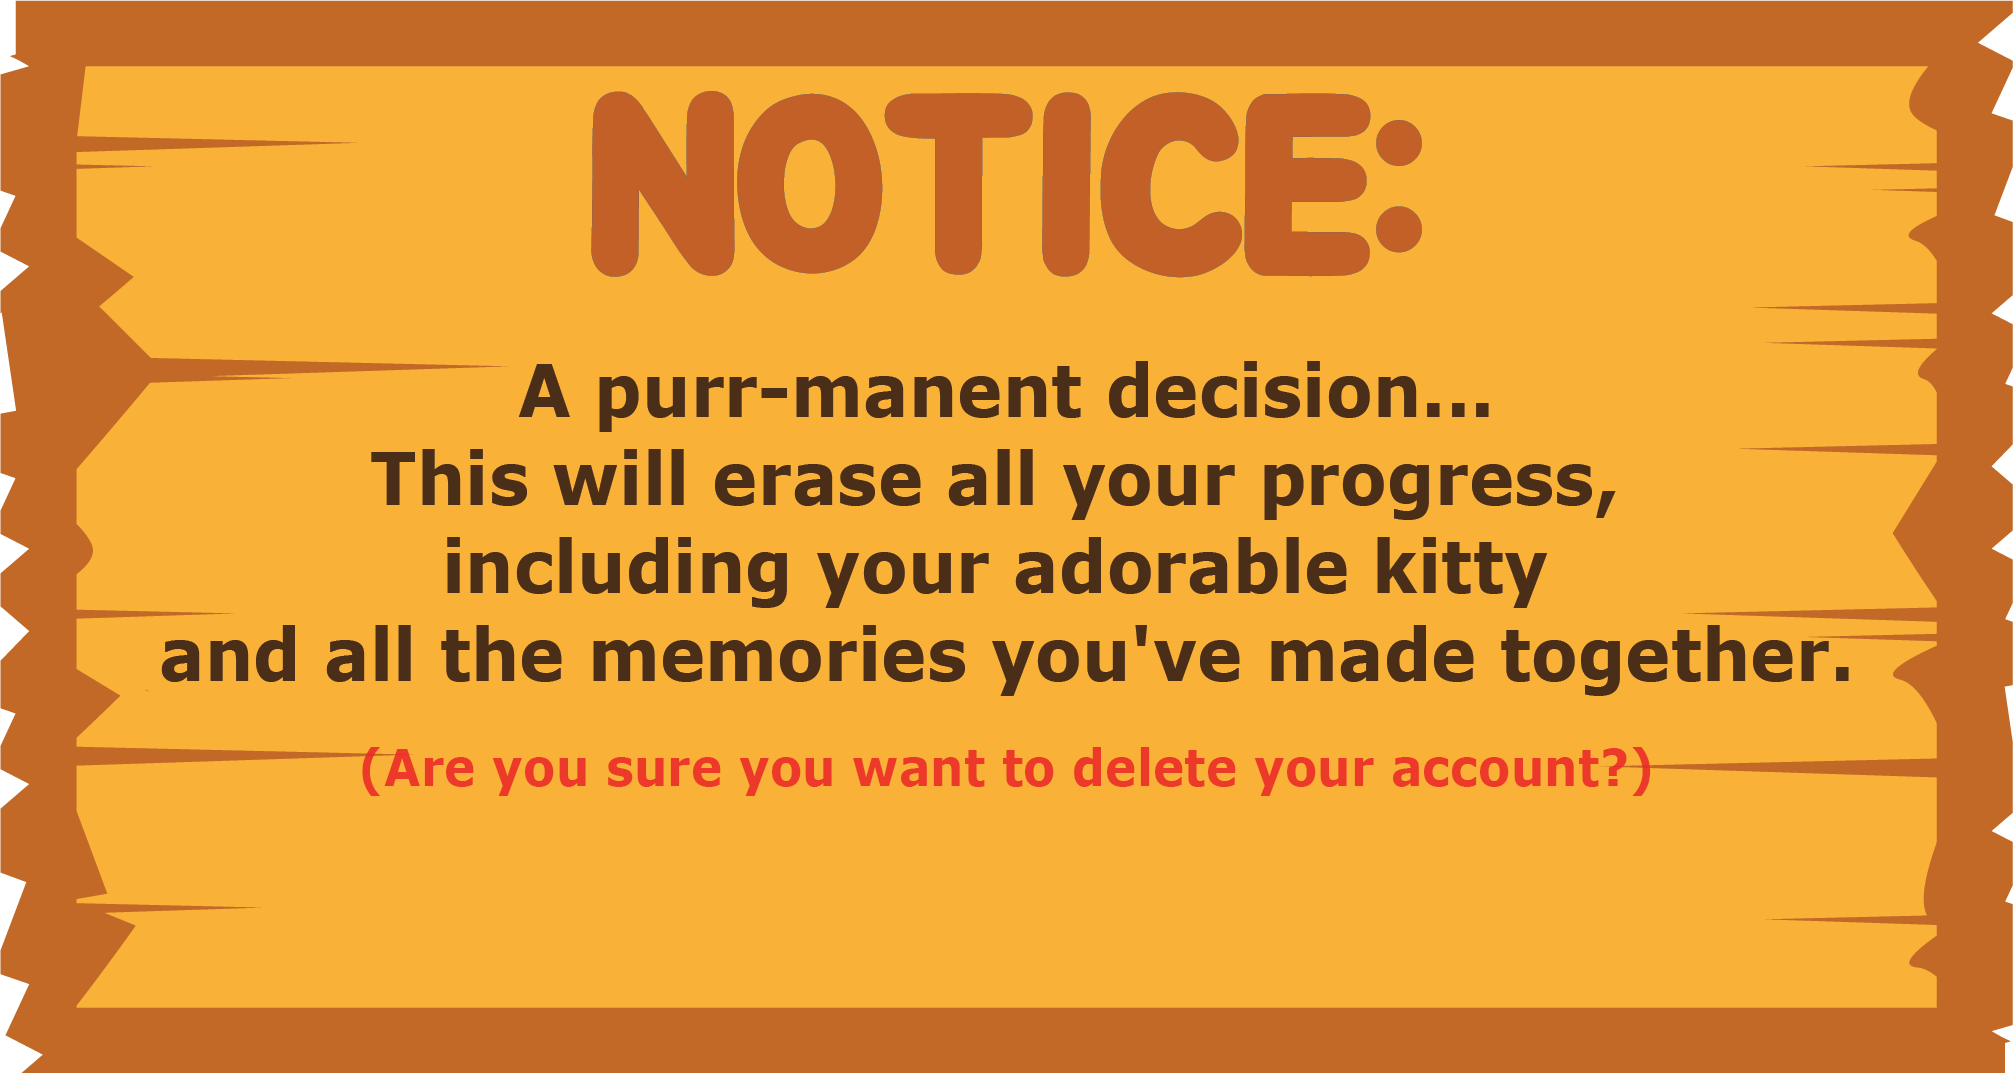 NOTICE:
A purr-manent decision...
This will erase all your progress,
including your adorable kitty
and all the memories you've made together.
(Are you sure you want to delete your account?)